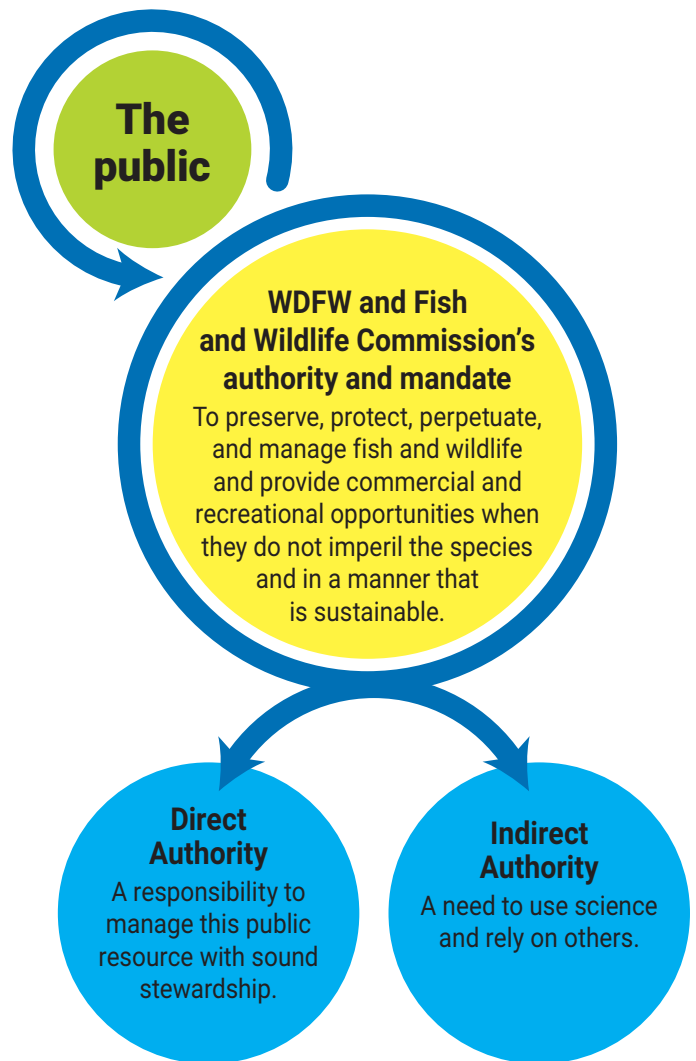 The
public
WDFW and Fish
and Wildlife Commission’s
authority and mandate
To preserve, protect, perpetuate,
and manage fish and wildlife
and provide commercial and
recreational opportunities when
they do not imperil the species
and in a manner that
is sustainable.
Direct
Authority
A responsibility to
manage this public
resource with sound
stewardship.
Indirect
Authority
A need to use science
and rely on others.